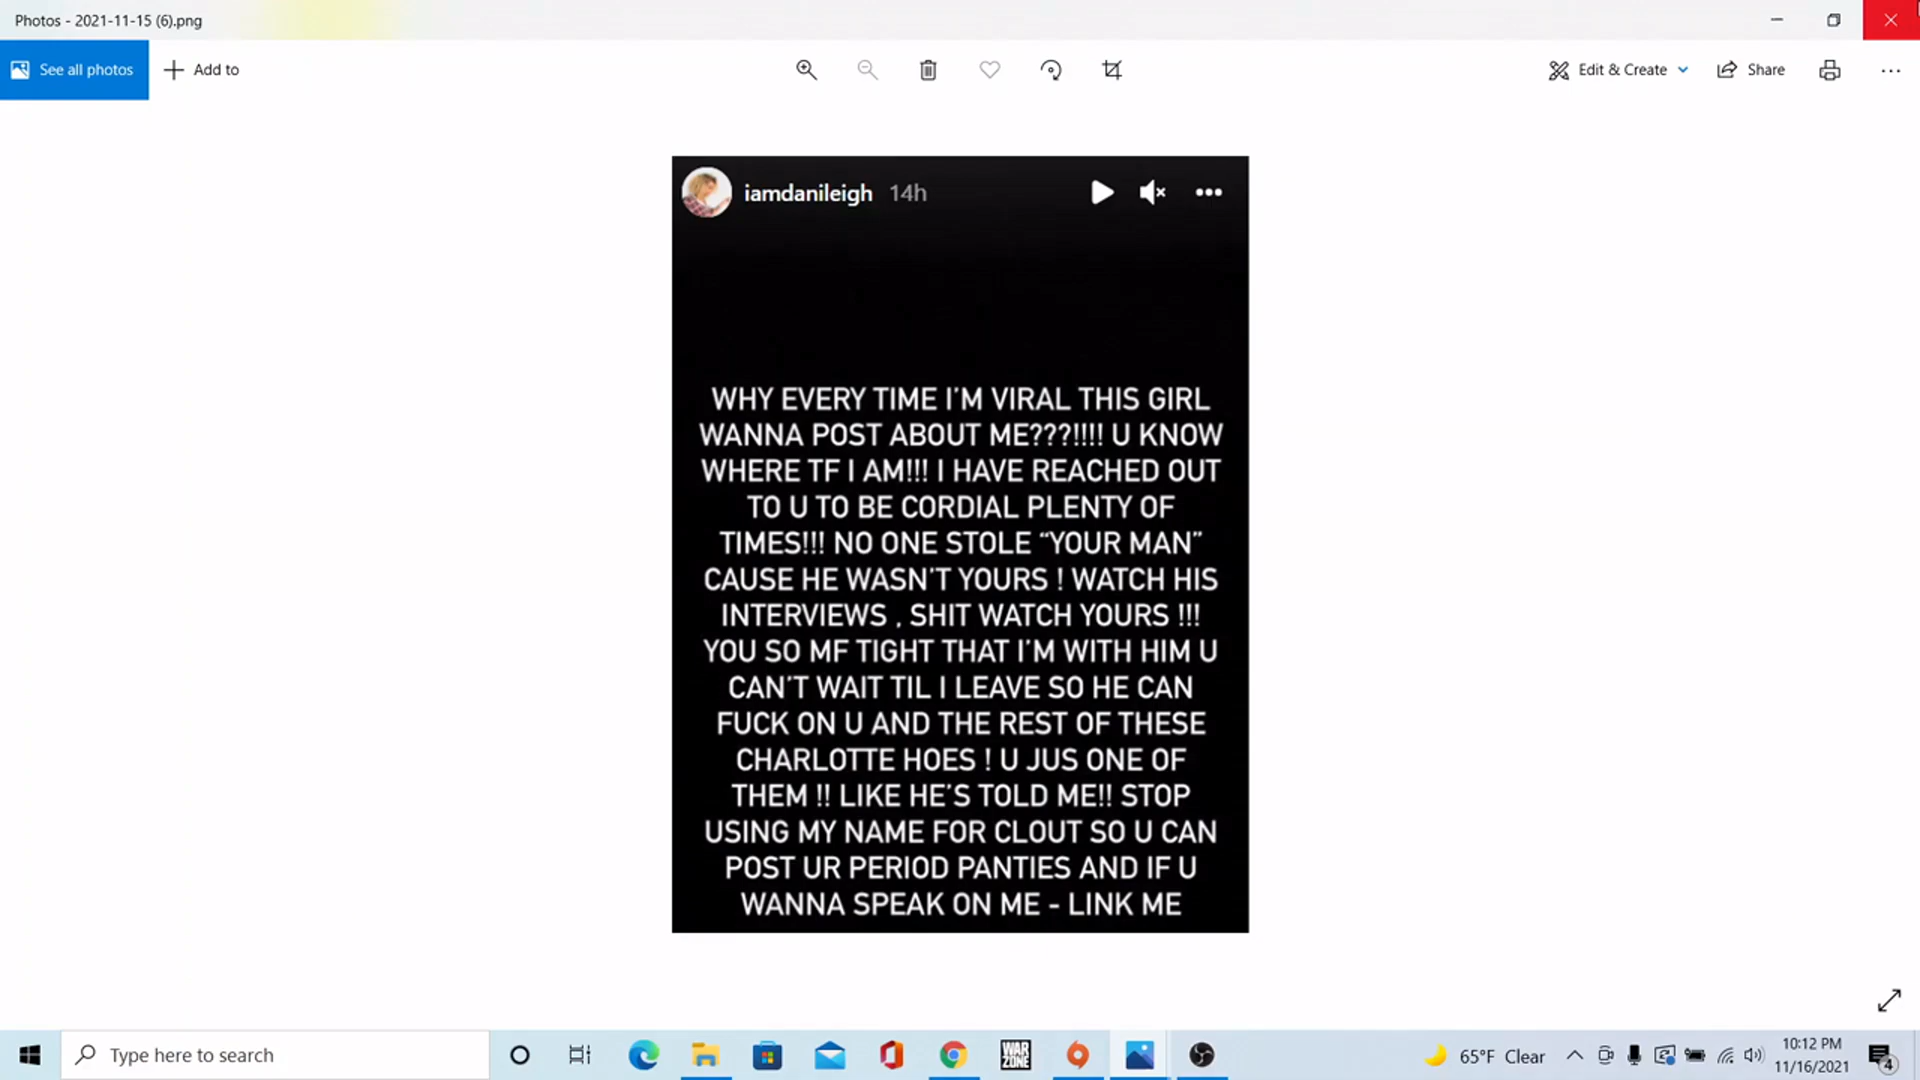 Photos - 2021-11-15 (6).png
See all photos
Add to
Edit & Create
Share
iamdanileigh 14h
WHY EVERY TIME I'M VIRAL THIS GIRL
WANNA POST ABOUT ME???!!!! U KNOW
WHERE TF I AM!!! I HAVE REACHED OUT
TO U TO BE CORDIAL PLENTY OF
TIMES!!! NO ONE STOLE “YOUR MAN”
CAUSE HE WASN'T YOURS ! WATCH HIS
INTERVIEWS , SHIT WATCH YOURS !!!
YOU SO MF TIGHT THAT I'M WITH HIM U
CAN'T WAIT TIL I LEAVE SO HE CAN
FUCK ON U AND THE REST OF THESE
CHARLOTTE HOES ! U JUS ONE OF
THEM !! LIKE HE'S TOLD ME!! STOP
USING MY NAME FOR CLOUT SO U CAN
POST UR PERIOD PANTIES AND IF U
WANNA SPEAK ON ME - LINK ME
Type here to search
WAR
ZONE
65°F Clear
10:12 PM
11/16/2021
4